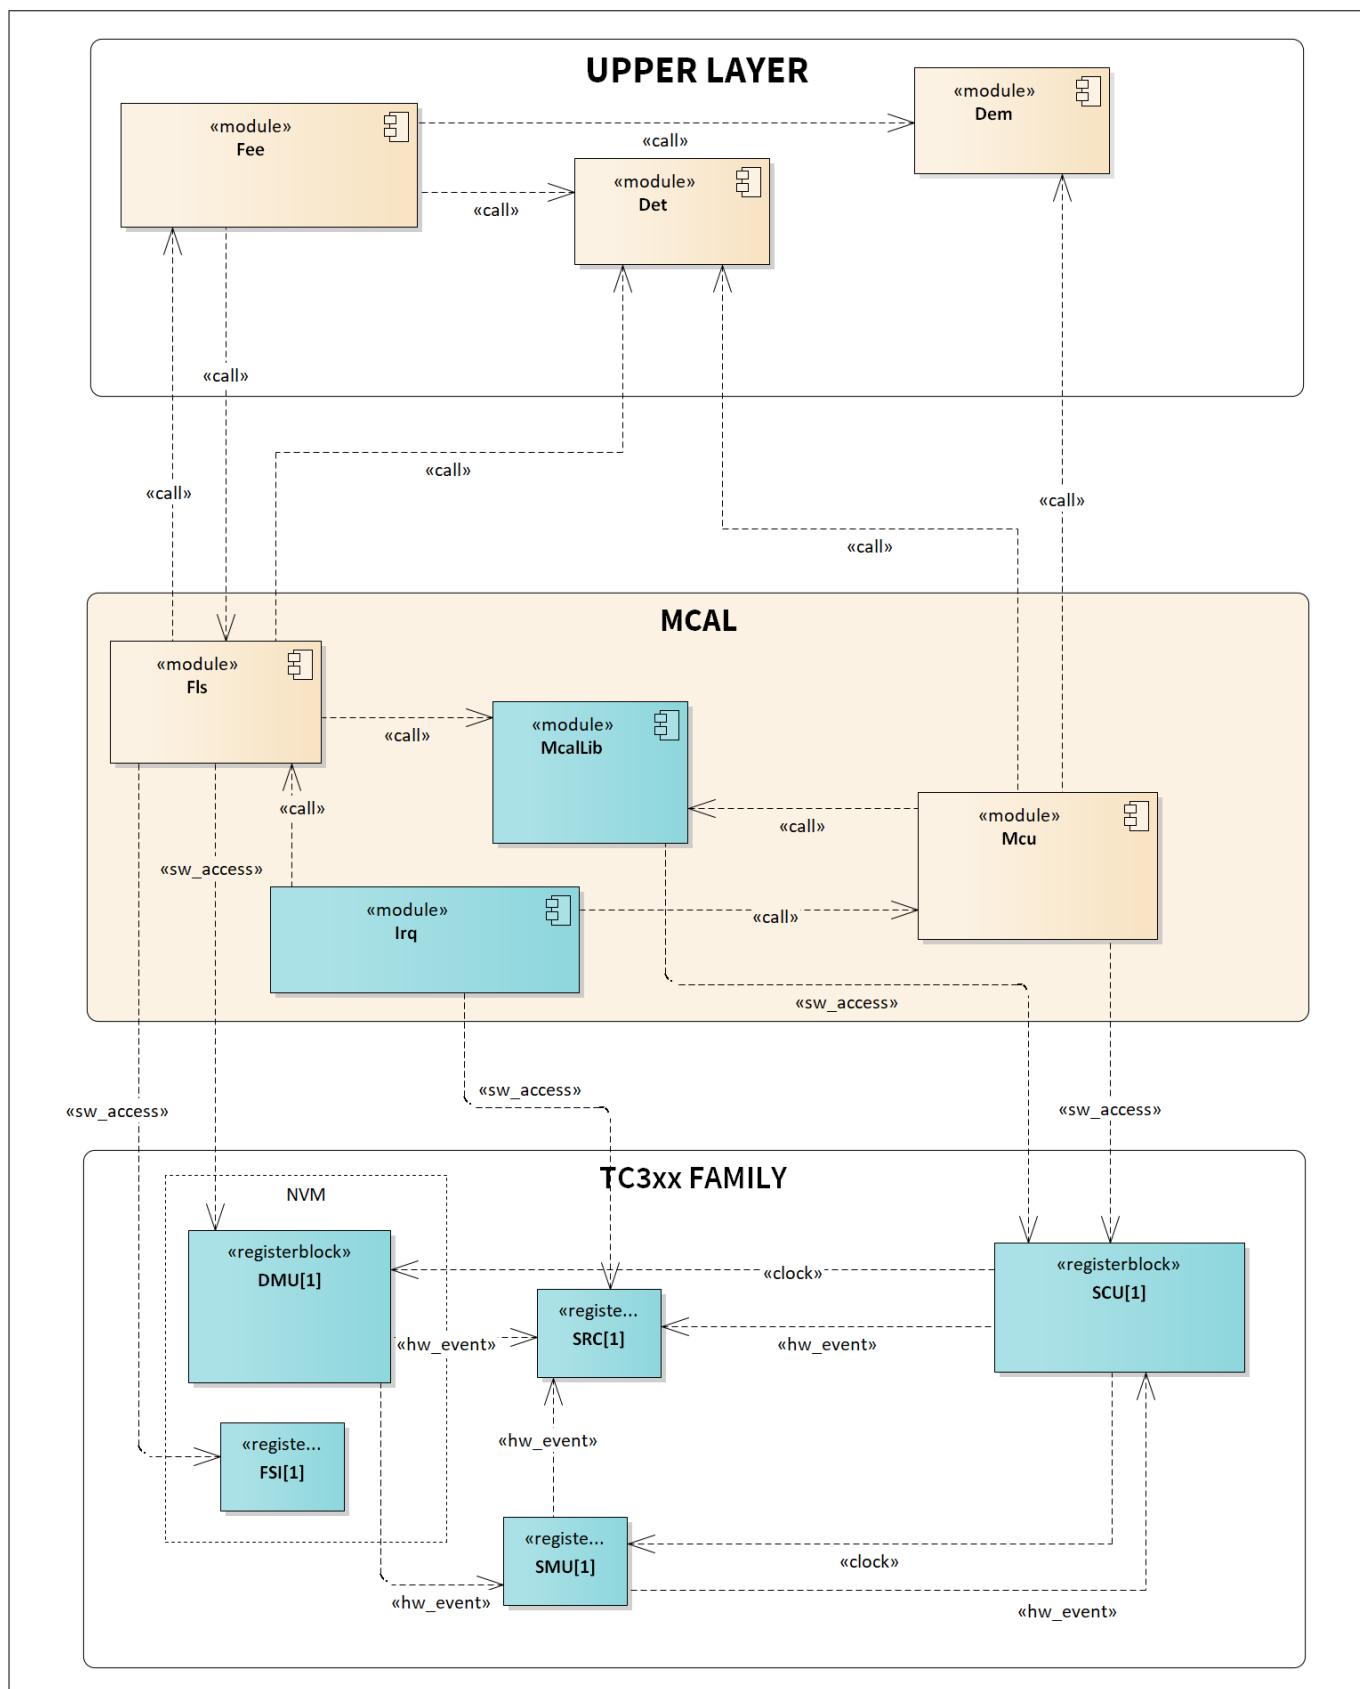 UPPER LAYER
«module»
Fee
«module»
Dem
«call»
«module»
Det
«call»
«call»
«call»
«call»
«call»
«call»
MCAL
«module»
Fls
«module»
McalLib
«call»
«call»
«module»
Mcu
«call»
«sw_access»
«module»
Irq
«call»
«sw_access»
«sw_access»
«sw_access»
«sw_access»
TC3xx FAMILY
NVM
«registerblock»
DMU[1]
«clock»
«registerblock»
SCU[1]
«registe...
SRC[1]
«hw_event»
«hw_event»
«registe...
FSI[1]
«hw_event»
«registe...
SMU[1]
«clock»
«hw_event»
«hw_event»